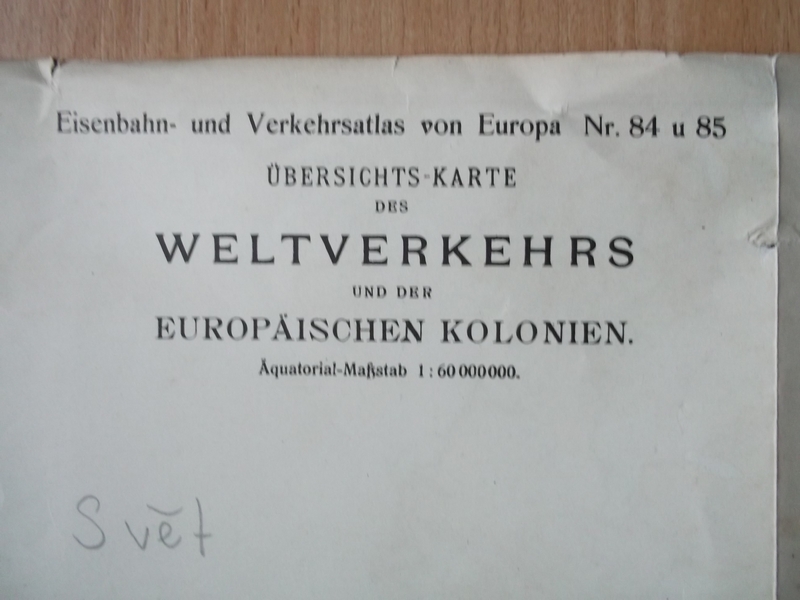 Eisenbahn- und Verkehrsatlas von Europa Nr. 84 u 85
ÜBERSICHTS-KARTE
DES
WELTVERKEHRS
UND DER
EUROPÄISCHEN KOLONIEN.
Äquatorial-Maßstab 1:60000000.
Svět